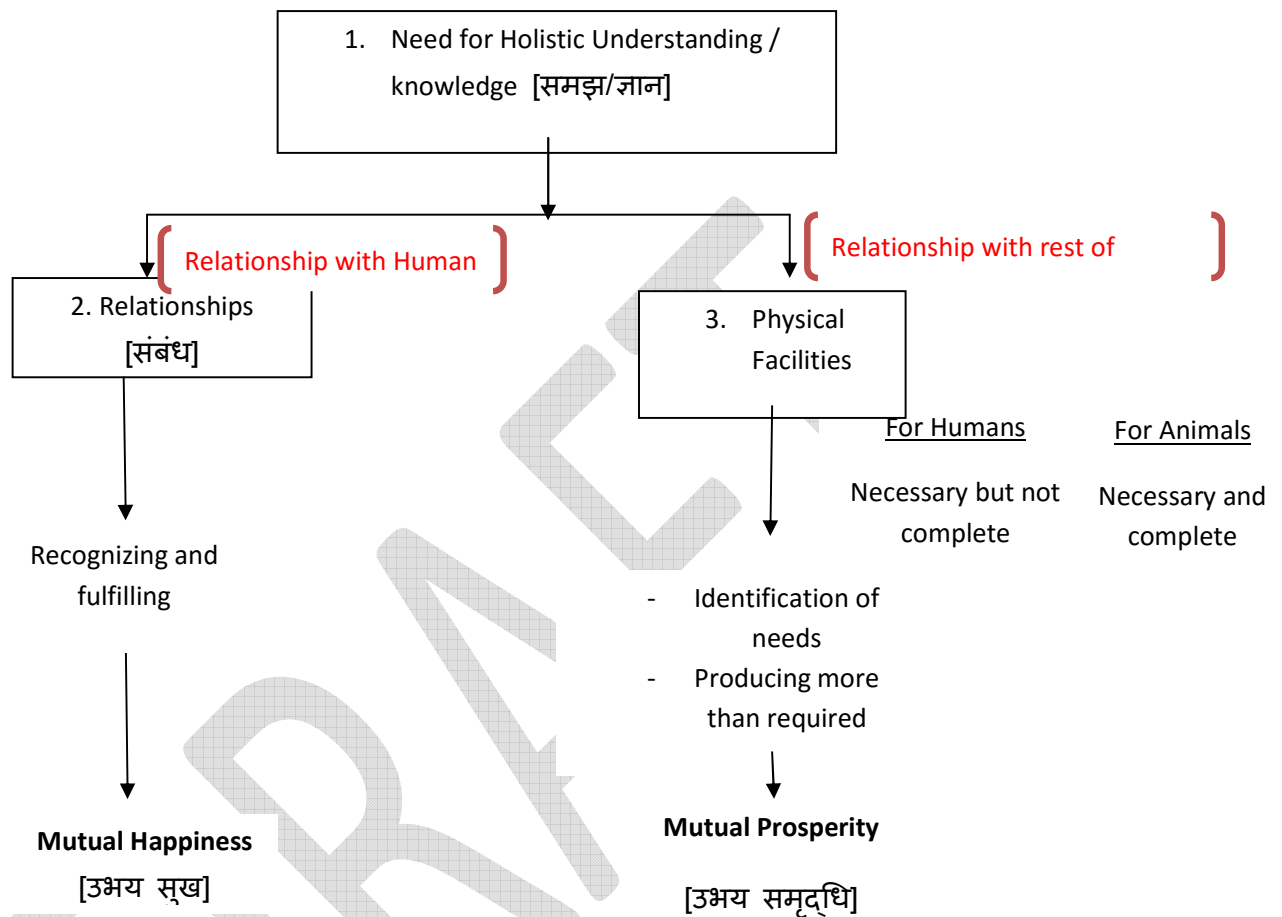 1. Need for Holistic Understanding /
knowledge [समझ/ज्ञान]
Relationship with Human
Relationship with rest of
2. Relationships
[संबंध]
3. Physical
Facilities
For Humans
Necessary but not
complete
For Animals
Necessary and
complete
Recognizing and
fulfilling
- Identification of
needs
- Producing more
than required
Mutual Happiness
[उभय सुख]
Mutual Prosperity
[उभय समृद्धि]